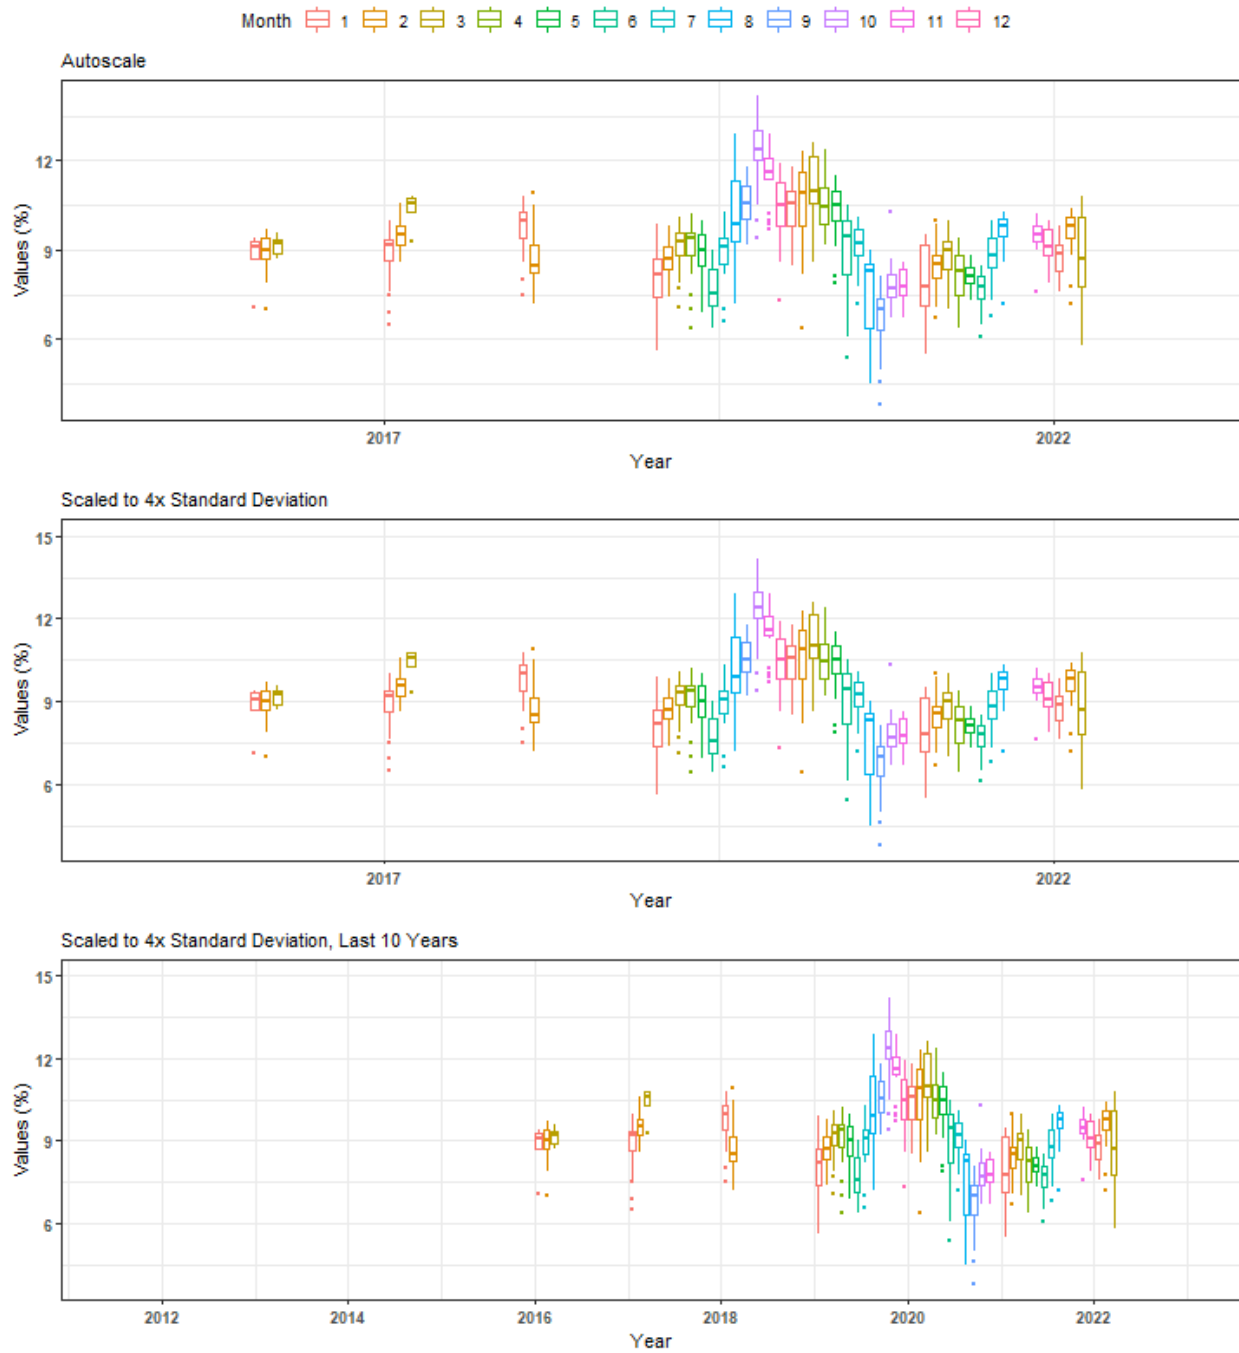 Month 1 2 3 4 5 6 7 8 9 10 11 12
Autoscale
Values (%)
12
9
6
2017 2022
Year
Scaled to 4x Standard Deviation
Values (%)
15
12
9
6
2017 2022
Year
Scaled to 4x Standard Deviation, Last 10 Years
Values (%)
15
12
9
6
2012 2014 2016 2018 2020 2022
Year